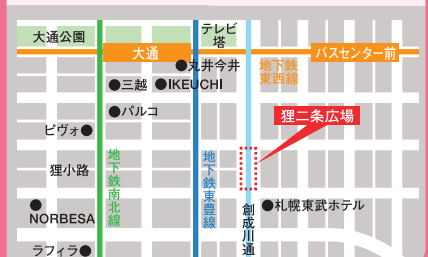 大通公園
テレビ
塔
大通
バスセンター前
丸井今井
地下鉄
東西線
●三越
●IKEUCHI
●パルコ
狸二条広場
ピヴォ●
狸小路
地下鉄南北線
地下鉄東豊線
創成川通
●札幌東武ホテル
NORBESA
ラフィラ●